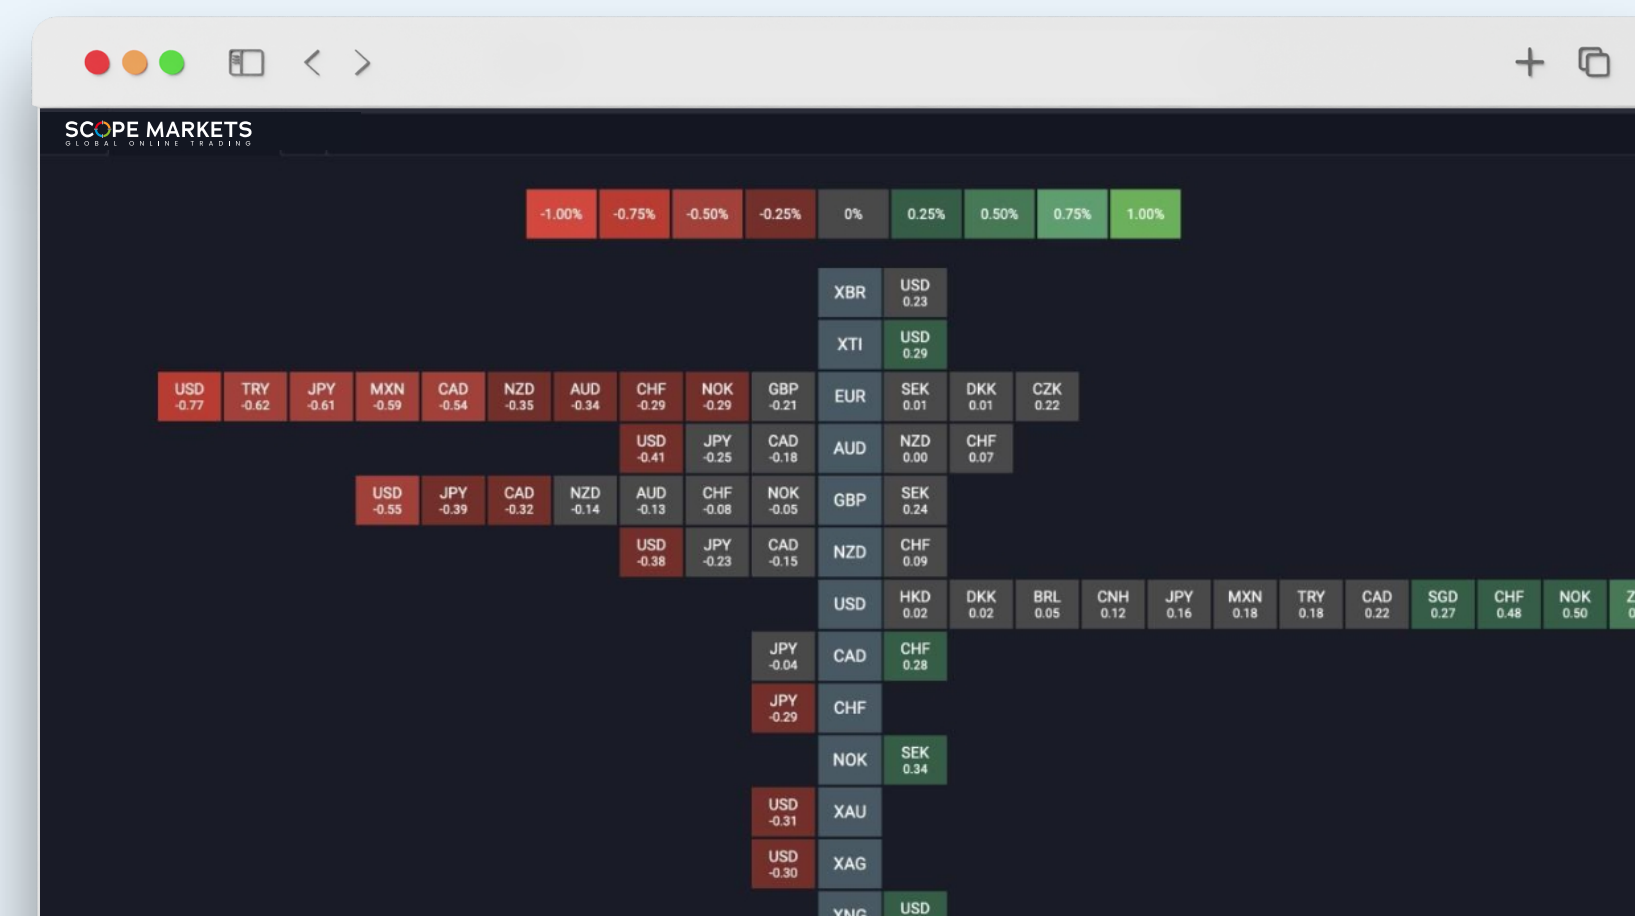 SCOPE MARKETS
GLOBAL ONLINE TRADING
-1.00% -0.75% -0.50% -0.25% 0% 0.25% 0.50% 0.75% 1.00%
XBR USD
0.23
XTI USD
0.29
USD TRY JPY MXN CAD NZD AUD CHF NOK GBP EUR SEK DKK CZK
-0.77 -0.62 -0.61 -0.59 -0.54 -0.35 -0.34 -0.29 -0.29 -0.21 0.01 0.01 0.22
USD JPY CAD AUD NZD CHF
-0.41 -0.25 -0.18 0.00 0.07
USD JPY CAD NZD AUD CHF NOK GBP SEK
-0.55 -0.39 -0.32 -0.14 -0.13 -0.08 -0.05 0.24
USD JPY CAD NZD CHF
-0.38 -0.23 -0.15 0.09
USD HKD DKK BRL CNH JPY MXN TRY CAD SGD CHF NOK
0.02 0.02 0.05 0.12 0.16 0.18 0.18 0.22 0.27 0.48 0.50
JPY CAD CHF
-0.04 0.28
JPY CHF
-0.29
NOK SEK
0.34
USD XAU
-0.31
USD XAG
-0.30
XNG USD